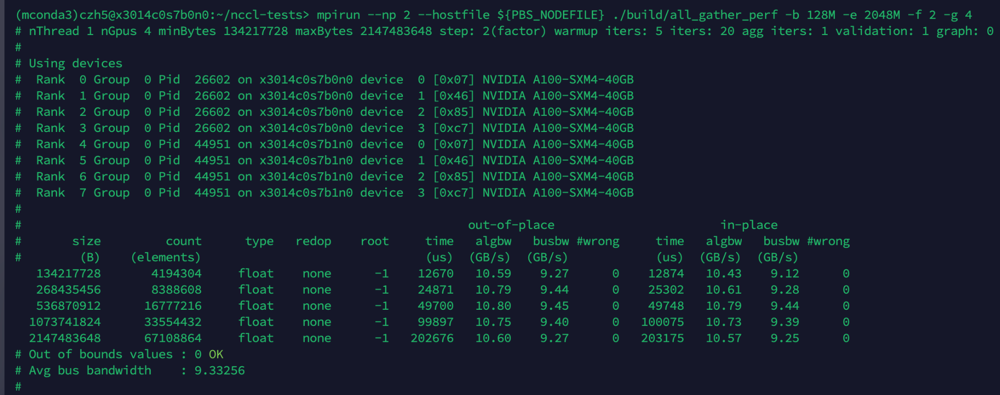 (mconda3)czh5@x3014c0s7b0n0:~/nccl-tests> mpirun --np 2 --hostfile ${PBS_NODEFILE} ./build/all_gather_perf -b 128M -e 2048M -f 2 -g 4
# nThread 1 nGpus 4 minBytes 134217728 maxBytes 2147483648 step: 2(factor) warmup iters: 5 iters: 20 agg iters: 1 validation: 1 graph: 0
#
# Using devices
#  Rank  0 Group  0 Pid  26602 on x3014c0s7b0n0 device  0 [0x07] NVIDIA A100-SXM4-40GB
#  Rank  1 Group  0 Pid  26602 on x3014c0s7b0n0 device  1 [0x46] NVIDIA A100-SXM4-40GB
#  Rank  2 Group  0 Pid  26602 on x3014c0s7b0n0 device  2 [0x85] NVIDIA A100-SXM4-40GB
#  Rank  3 Group  0 Pid  26602 on x3014c0s7b0n0 device  3 [0xc7] NVIDIA A100-SXM4-40GB
#  Rank  4 Group  0 Pid  44951 on x3014c0s7b1n0 device  0 [0x07] NVIDIA A100-SXM4-40GB
#  Rank  5 Group  0 Pid  44951 on x3014c0s7b1n0 device  1 [0x46] NVIDIA A100-SXM4-40GB
#  Rank  6 Group  0 Pid  44951 on x3014c0s7b1n0 device  2 [0x85] NVIDIA A100-SXM4-40GB
#  Rank  7 Group  0 Pid  44951 on x3014c0s7b1n0 device  3 [0xc7] NVIDIA A100-SXM4-40GB
#
#                                                              out-of-place                       in-place
#       size         count      type   redop    root     time   algbw   busbw #wrong     time   algbw   busbw #wrong
#        (B)    (elements)                               (us)  (GB/s)  (GB/s)            (us)  (GB/s)  (GB/s)
   134217728       4194304     float    none      -1    12670   10.59    9.27      0    12874   10.43    9.12      0
   268435456       8388608     float    none      -1    24871   10.79    9.44      0    25302   10.61    9.28      0
   536870912      16777216     float    none      -1    49700   10.80    9.45      0    49748   10.79    9.44      0
  1073741824      33554432     float    none      -1    99897   10.75    9.40      0   100075   10.73    9.39      0
  2147483648      67108864     float    none      -1   202676   10.60    9.27      0   203175   10.57    9.25      0
# Out of bounds values : 0 OK
# Avg bus bandwidth    : 9.33256
#